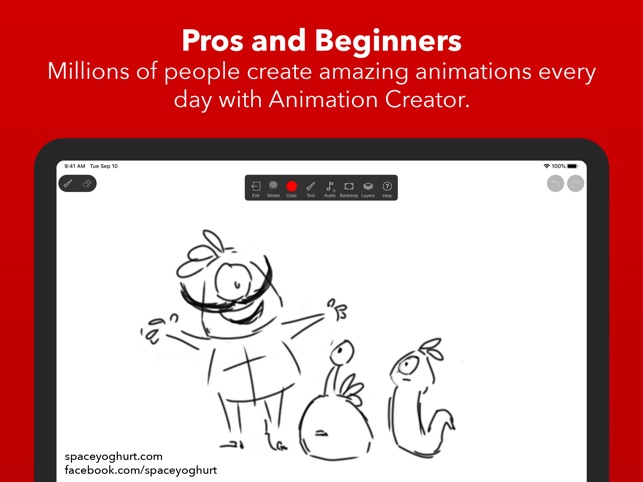 Pros and Beginners
Millions of people create amazing animations every
day with Animation Creator.
9:41 AM Tue Sep 10
100%
Exit Stroke Color Tool Audio Backdrop Layers Help
spaceyoghurt.com
facebook.com/spaceyoghurt